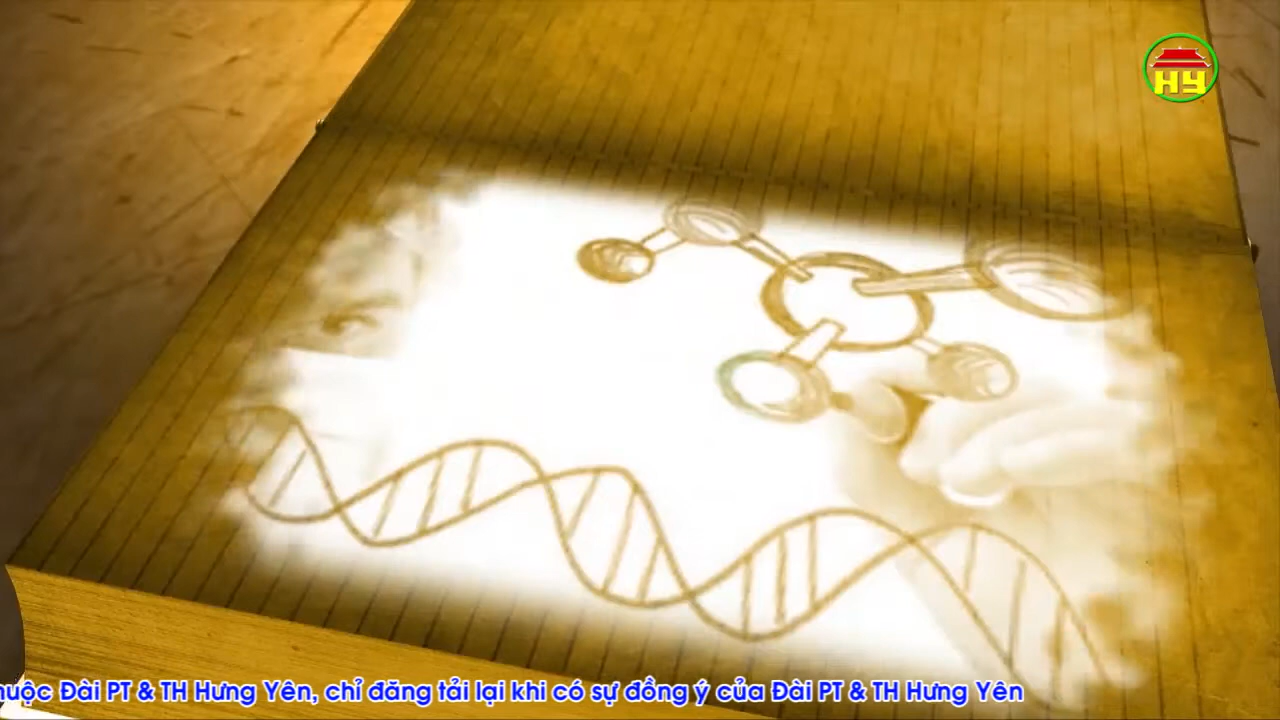 HY
thuộc Đài PT & TH Hưng Yên, chỉ đăng tải lại khi có sự đồng ý của Đài PT & TH Hưng Yên